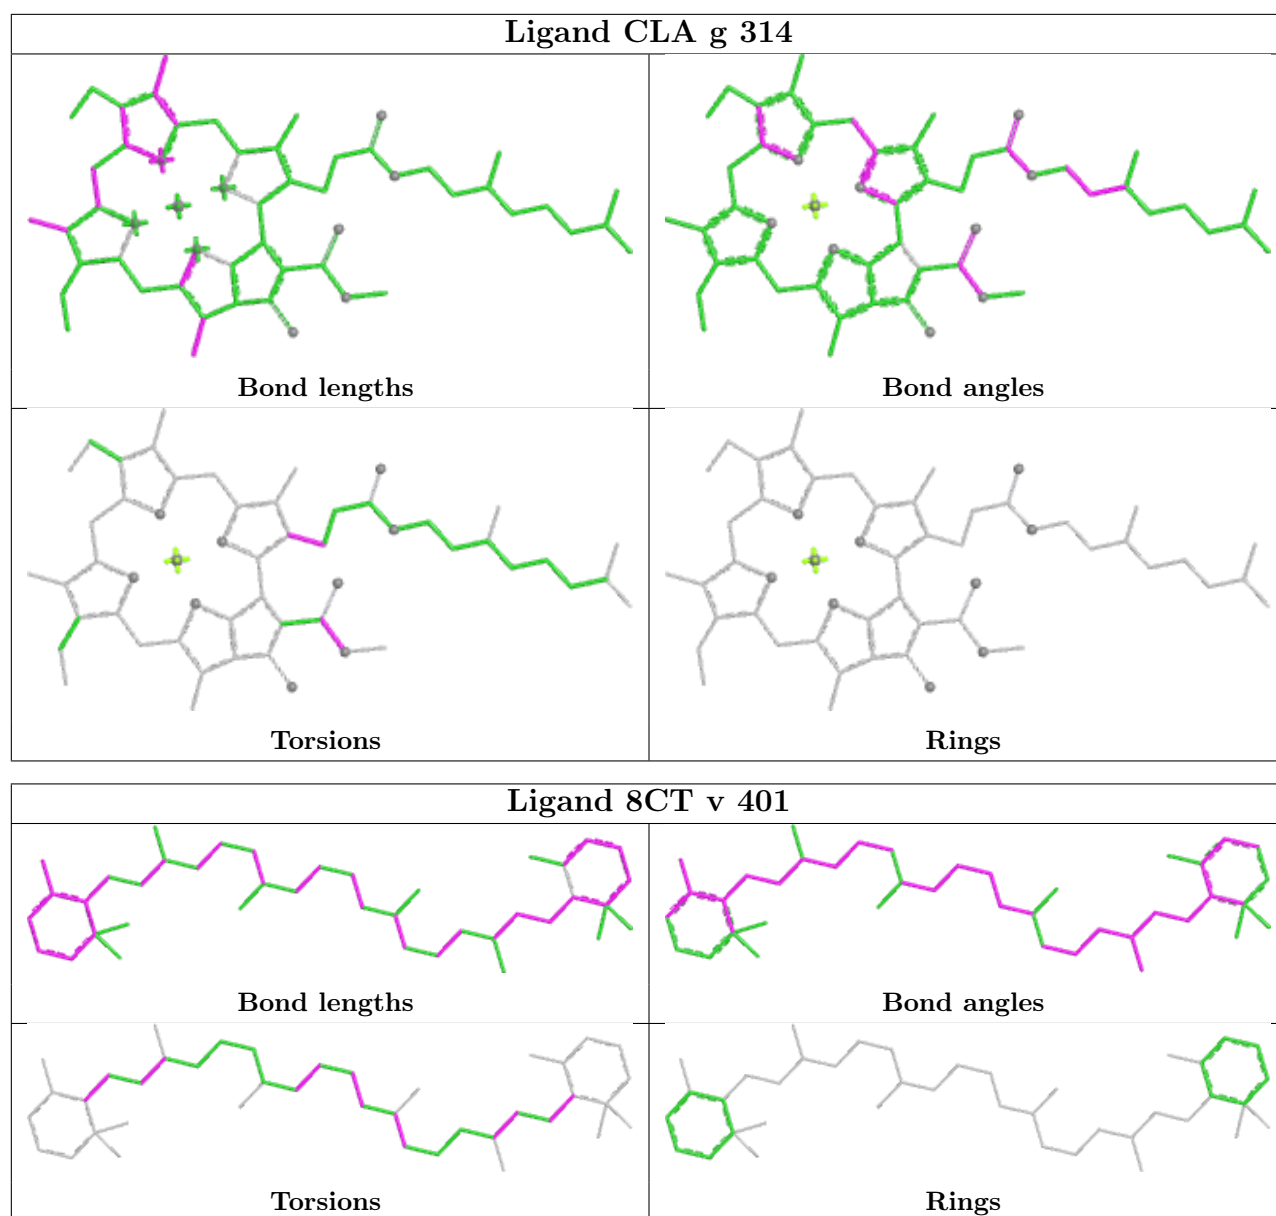 Ligand CLA g 314
Bond lengths
Bond angles
Torsions
Rings
Ligand 8CT v 401
Bond lengths
Bond angles
Torsions
Rings